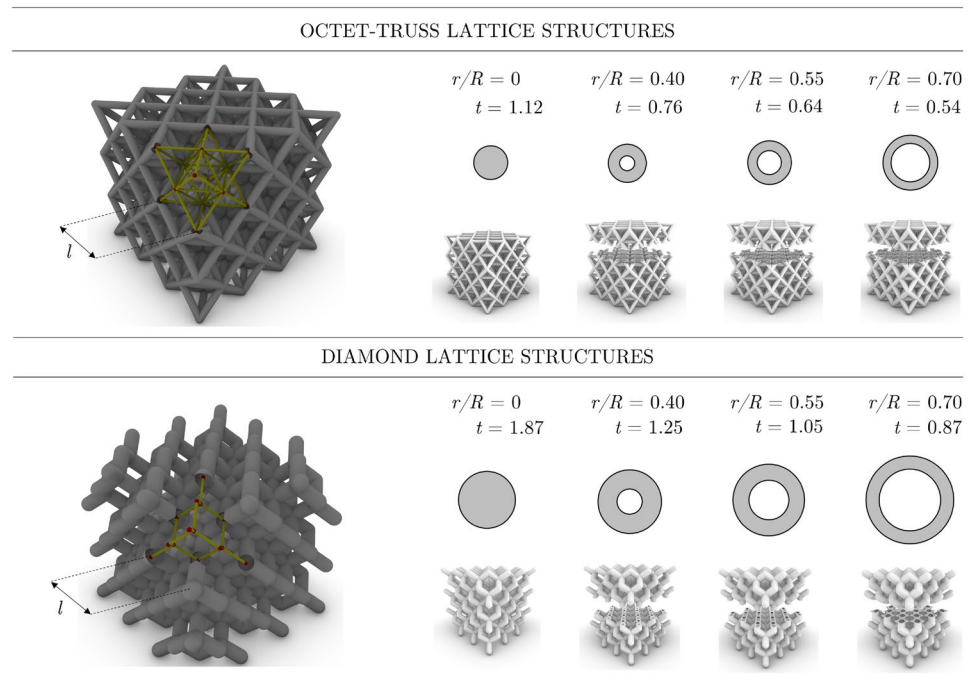 OCTET-TRUSS LATTICE STRUCTURES
r/R = 0 r/R = 0.40 r/R = 0.55 r/R = 0.70
t = 1.12 t = 0.76 t = 0.64 t = 0.54
l
DIAMOND LATTICE STRUCTURES
r/R = 0 r/R = 0.40 r/R = 0.55 r/R = 0.70
t = 1.87 t = 1.25 t = 1.05 t = 0.87
l